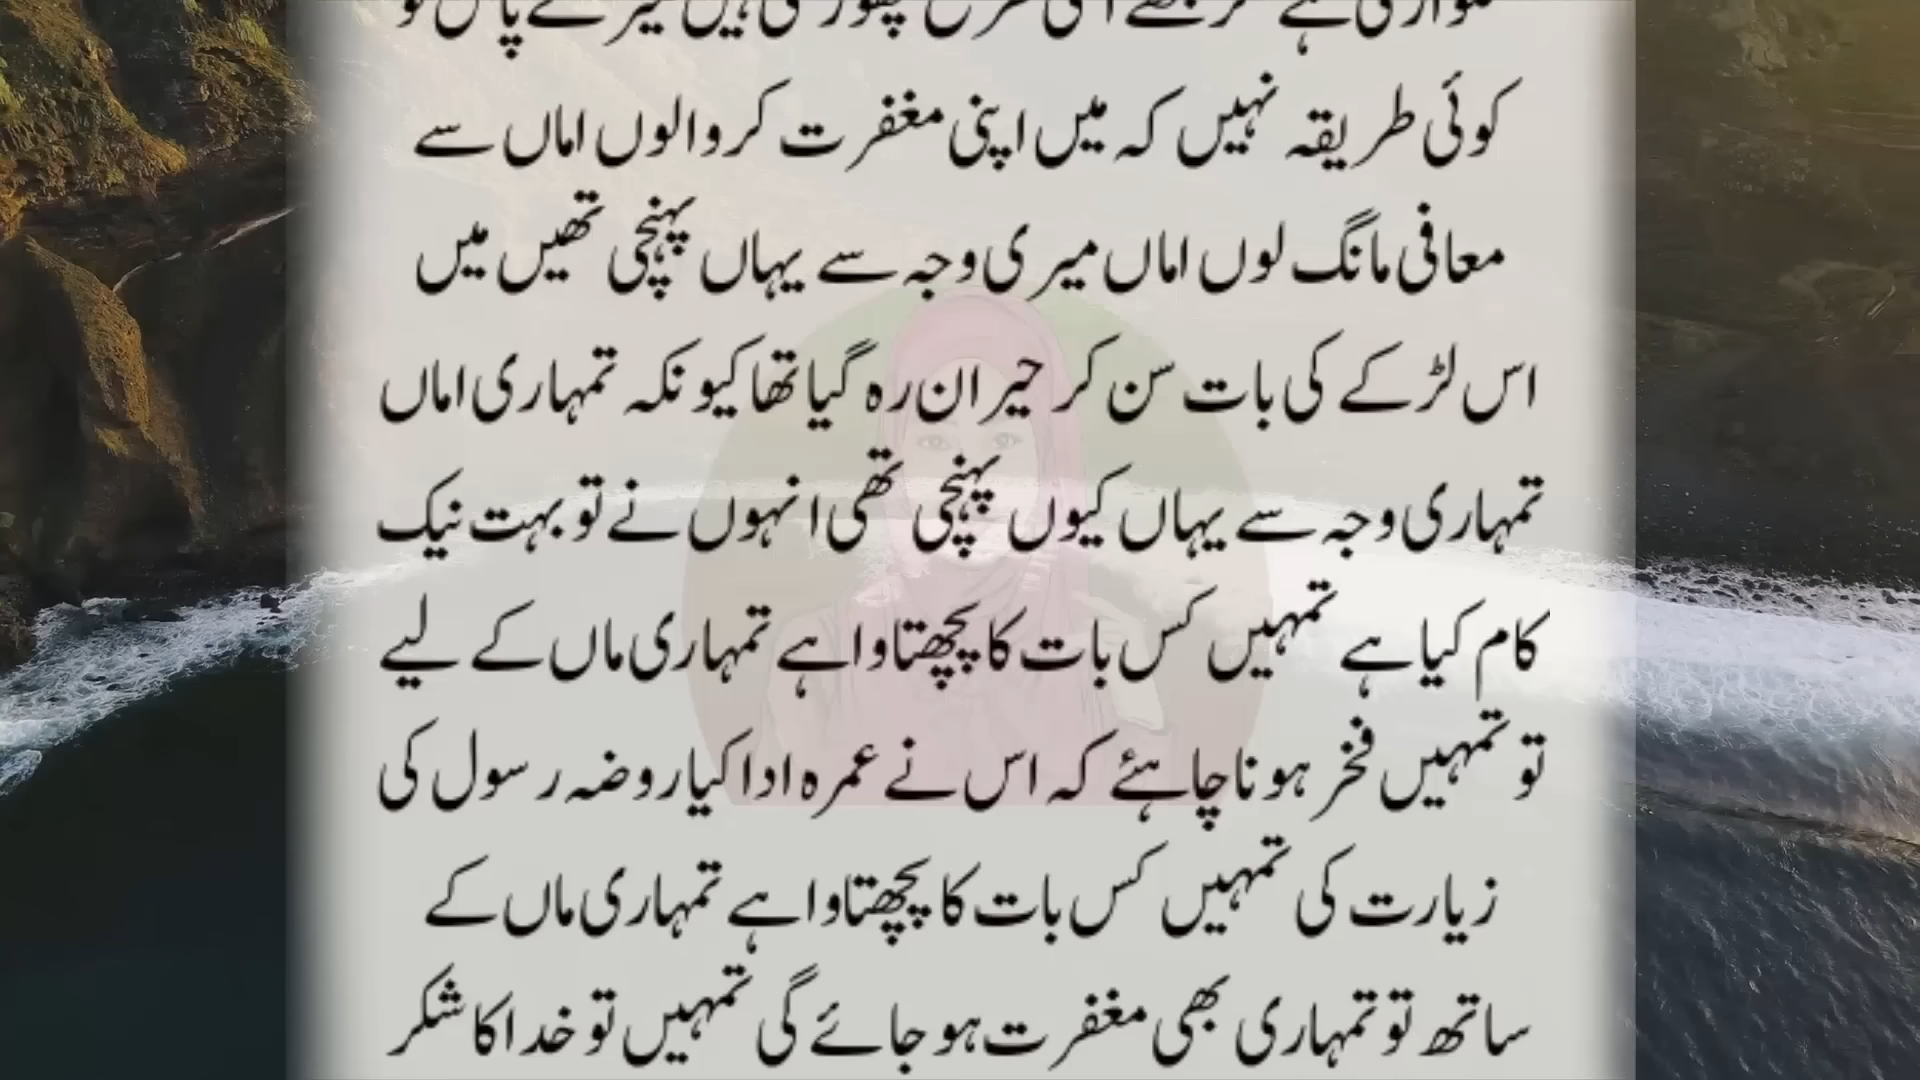 کوئی طریقہ نہیں کہ میں اپنی مغفرت کروالوں اماں سے
معافی مانگ لوں اماں میری وجہ سے یہاں پہنچی تھیں میں
اس لڑکے کی بات سن کر حیران رہ گیا تھا کیونکہ تمہاری اماں
تمہاری وجہ سے یہاں کیوں پہنچی تھی انہوں نے تو بہت نیک
کام کیا ہے تمہیں کس بات کا پچھتاوا ہے تمہاری ماں کے لیے
تو تمہیں فخر ہونا چاہئے کہ اس نے عمرہ ادا کیا روضہ رسول کی
زیارت کی تمہیں کس بات کا پچھتاوا ہے تمہاری ماں کے
ساتھ تو تمہاری بھی مغفرت ہو جائے گی تمہیں تو خدا کا شکر